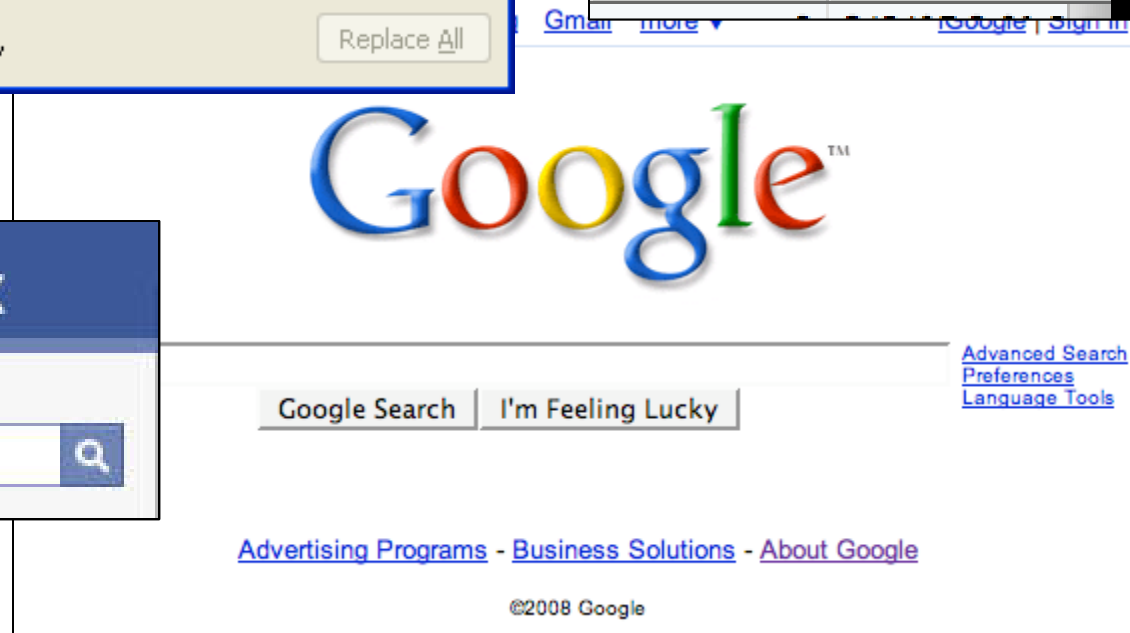 Replace All
Gmail more ▼
iGoogle | Sign in
Google™
Advanced Search
Preferences
Language Tools
Google Search I'm Feeling Lucky
Advertising Programs - Business Solutions - About Google
©2008 Google